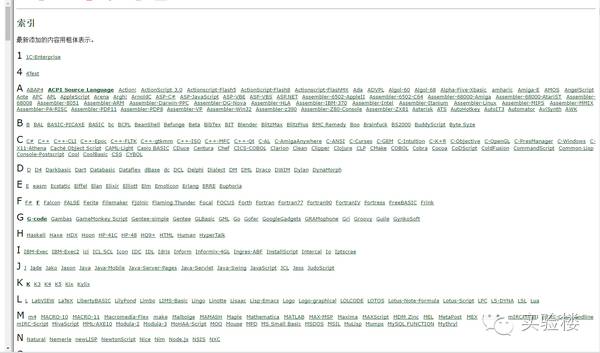 索引
最新添加的内容用粗体表示。
1 1C-Enterprise
4 4Test
A ABAP4 ACPI Source Language Action! ActionScript 3.0 Actionscript-Flash5 ActionScript-Flash8 ActionScript-FlashMX Ada ADVPL Algol-60 Algol-68 Alpha-Five-Xbasic amharic Amiga-E AMOS AngelScript
Aote APC APL AppleScript Arena Arghi ArnoldC ASP-C# ASP-JavaScript ASP-VB6 ASP-VBS ASP.NET Assembler-6502-AppleII Assembler-6502-C64 Assembler-68000-Amiga Assembler-68000-AtariST Assembler-
6800B Assembler-8051 Assembler-ARM Assembler-Darwin-PPC Assembler-DG-Nova Assembler-HLA Assembler-IBM-370 Assembler-Intel Assembler-Itanium Assembler-Linux Assembler-MIPS Assembler-MMIX
Assembler-PA-RISC Assembler-PDP11 Assembler-PDP8 Assembler-VP Assembler-Win32 Assembler-z390 Assembler-Z80-Console Assembler-ZX81 Asterisk ATS AutoHotkey AutoIT3 Automator AviSynth AWK
B B BAL BASIC-PICAXE BASIC bc BCPL BeanShell Befunge Beta BibTex BIT Blender BlitzMax BlitzPlus BMC Remedy Boo Brainfuck BS2000 BuddyScript Byte Syze
C C# C++ C++-CLI C++-Epoc C++-FLTK C++-gtkmm C++-ISO C++-MFC C++-Qt C-AL C-AmigaAnywhere C-ANSI C-Curses C-GEM C-Intuition C-K+R C-Objective C-OpenGL C-PresManager C-Windows C-
X11-Athena Cache Object Script CAML-Light Casio BASIC CDuce Centura Chef CICS-COBOL Clarion Clean Clipper Clojure CLP CMake COBOL Cobra Cocoa CoDScript ColdFusion CommandScript Common Lisp
Console-Postscript Cool CoolBasic CSS CYBOL
D D D4 Darkbasic Dart Databasic Dataflex dBase dc DCL Delphi Dialect DM DML Draco DWIM Dylan DynaMorph
E E easm Ecstatic Eiffel Elan Elixir Elliott Elm Emoticon Erlang ERRE Euphoria
F F# F Falcon FALSE Ferite Filemaker Fjolnir Flaming Thunder Focal FOCUS Forth Fortran Fortran77 Fortran90 FortranIV Fortress FreeBASIC Frink
G G-code Gambas GameMonkey Script Gentee-simple Gentee GLBasic GML Go Gofer GoogleGadgets GRAMophone Gri Groovy Guile GynkoSoft
H Haskell Haxe HDX Hoon HP-41C HP-48 HQ9+ HTML Human HyperTalk
I IBM-Exec IBM-Exec2 ici ICL SCL Icon IDC IDL Idris Inform Informix-4GL Ingres-ABF InstallScript Intercal Io Iptscrae
J J Jade Jako Jason Java Java-Mobile Java-Server-Pages Java-Servlet Java-Swing JavaScript JCL Jess JudoScript
K K K3 K4 K5 Kix Kylix
L L LabVIEW LaTeX LibertyBASIC LilyPond Limbo LIMS-Basic Lingo Linotte Lisaac Lisp-Emacs Logo Logo-graphical LOLCODE LOTOS Lotus-Note-Formula Lotus-Script LPC LS-DYNA LSL Lua
M m4 MACRO-10 MACRO-11 Macromedia-Flex make Malbolge MAMASH Maple Mathematica MATLAB MAX-MSP Maxima MAXScript MDM Zinc MEL MetaPost MEX
mIRC-Script MivaScript MML-AXE10 Modula-2 Modula-3 MoHAA-Script MOO Mouse MPD MS Small Basic MSDOS MSIL MuLisp Mumps MySQL FUNCTION Mythryl
N Natural Nemerle newLISP NewtonScript Nice Nim Node.js NSIS NXC
实验楼